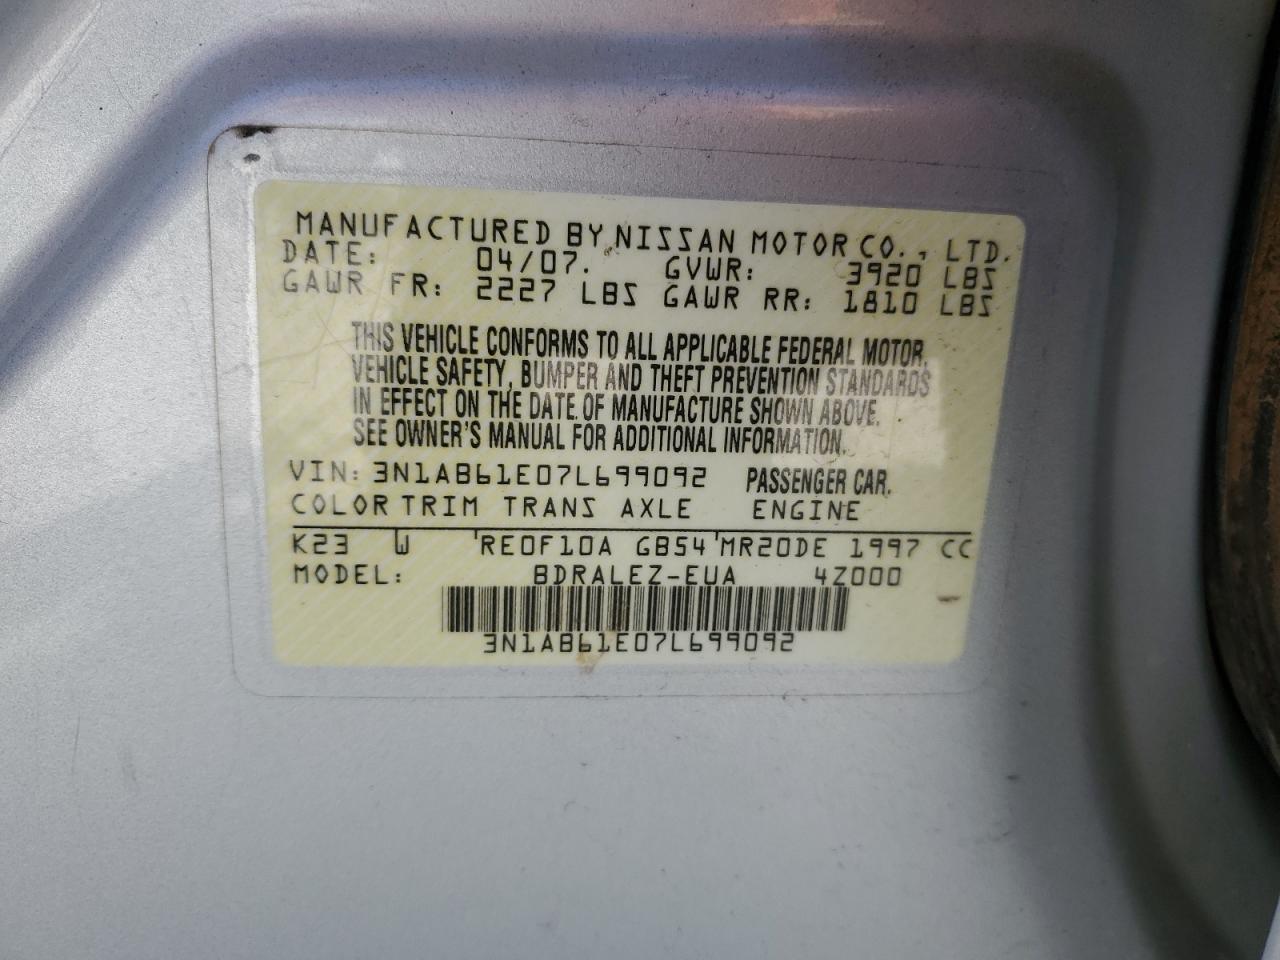 MANUFACTURED BY NISSAN MOTOR CO., LTD.
DATE: 04/07. GVWR: 3920 LBS
GAWR FR: 2227 LBS GAWR RR: 1810 LBS
THIS VEHICLE CONFORMS TO ALL APPLICABLE FEDERAL MOTOR
VEHICLE SAFETY, BUMPER AND THEFT PREVENTION STANDARDS
IN EFFECT ON THE DATE OF MANUFACTURE SHOWN ABOVE.
SEE OWNER'S MANUAL FOR ADDITIONAL INFORMATION.
VIN: 3N1AB61E07L699092 PASSENGER CAR.
COLOR TRIM TRANS AXLE ENGINE
K23 W RE0F10A GB54 MR20DE 1997 CC
MODEL: BDRALEZ-EUA 4Z000
3N1AB61E07L699092